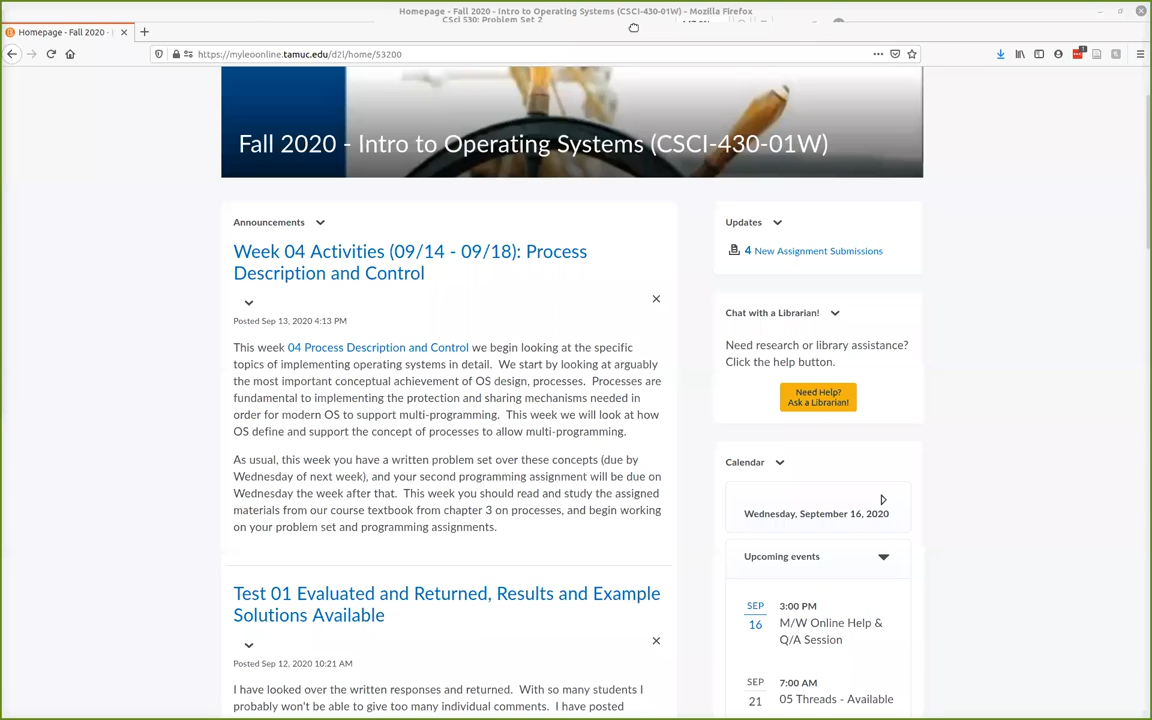 Homepage - Fall 2020 - Intro to Operating Systems (CSCI-430-01W) - Mozilla Firefox
CSci 530: Problem Set 2
Homepage - Fall 2020 -
https://myleoonline.tamuc.edu/d2l/home/53200
Fall 2020 - Intro to Operating Systems (CSCI-430-01W)
Announcements
Week 04 Activities (09/14 - 09/18): Process
Description and Control
Posted Sep 13, 2020 4:13 PM
This week 04 Process Description and Control we begin looking at the specific
topics of implementing operating systems in detail.  We start by looking at arguably
the most important conceptual achievement of OS design, processes.  Processes are
fundamental to implementing the protection and sharing mechanisms needed in
order for modern OS to support multi-programming.  This week we will look at how
OS define and support the concept of processes to allow multi-programming.
As usual, this week you have a written problem set over these concepts (due by
Wednesday of next week), and your second programming assignment will be due on
Wednesday the week after that.  This week you should read and study the assigned
materials from our course textbook from chapter 3 on processes, and begin working
on your problem set and programming assignments.
Test 01 Evaluated and Returned, Results and Example
Solutions Available
Posted Sep 12, 2020 10:21 AM
I have looked over the written responses and returned.  With so many students I
probably won't be able to give too many individual comments.  I have posted
Updates
4 New Assignment Submissions
Chat with a Librarian!
Need research or library assistance?
Click the help button.
Need Help?
Ask a Librarian!
Calendar
Wednesday, September 16, 2020
Upcoming events
SEP
16
3:00 PM
M/W Online Help &
Q/A Session
SEP
21
7:00 AM
05 Threads - Available